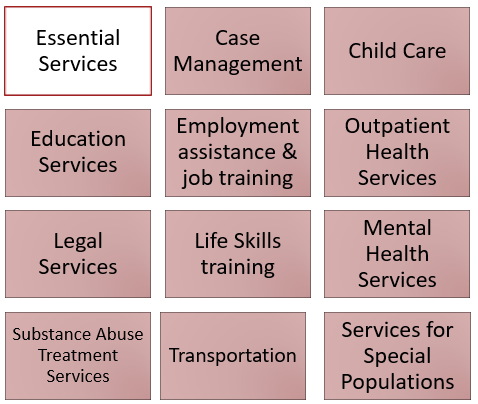 Essential
Services
Case
Management
Child Care
Education
Services
Employment
assistance &
job training
Outpatient
Health
Services
Legal
Services
Life Skills
training
Mental
Health
Services
Substance Abuse
Treatment
Services
Transportation
Services for
Special
Populations